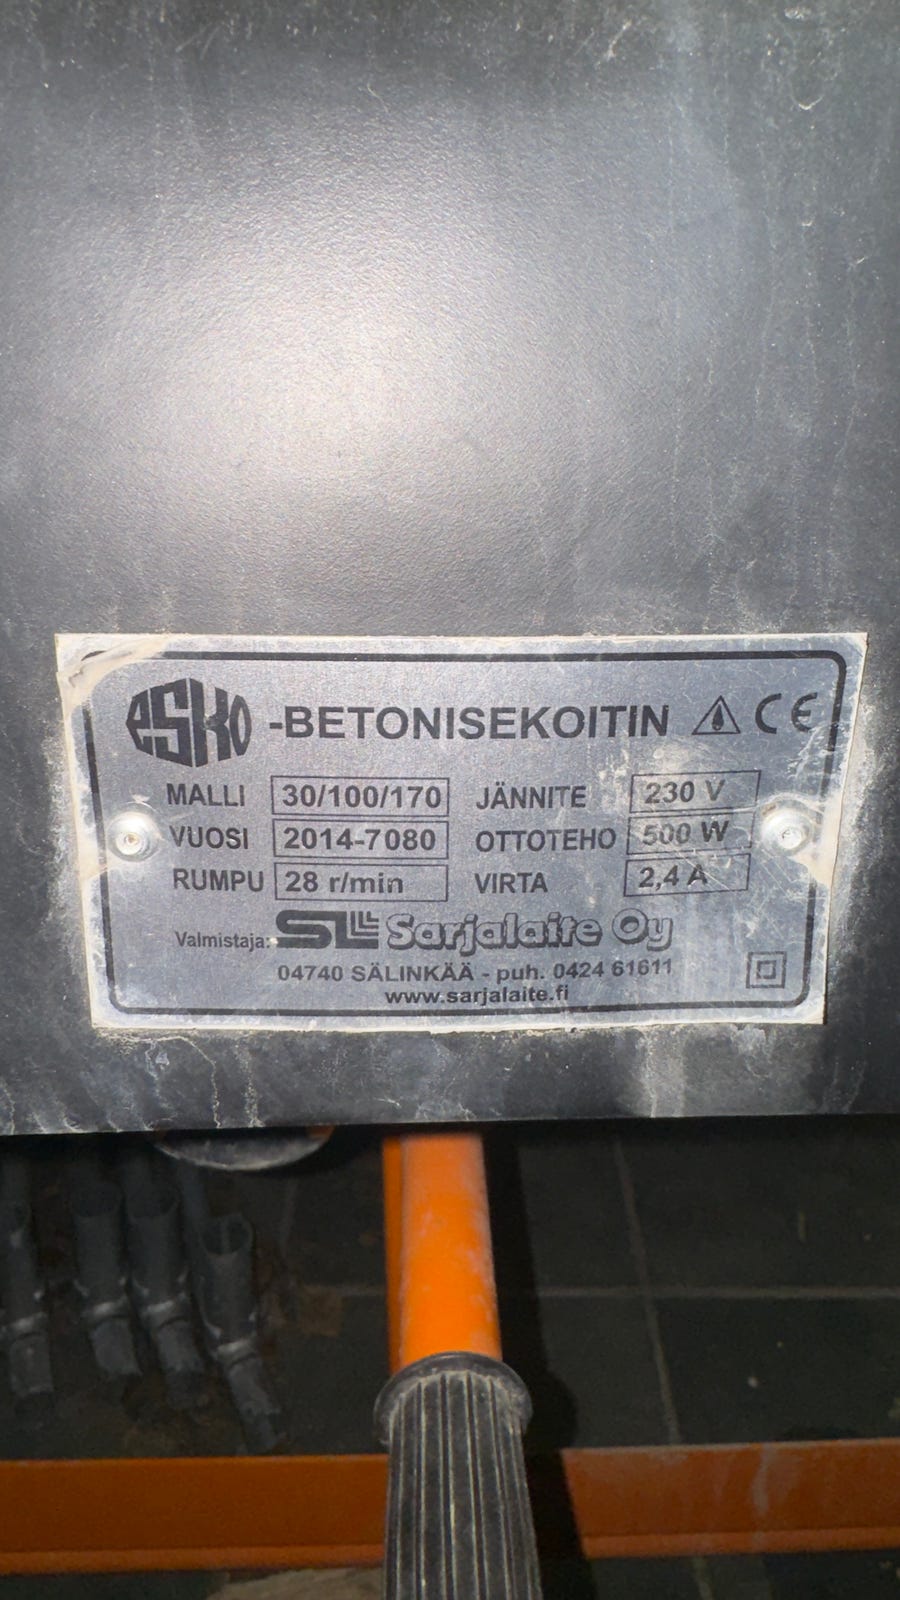 esko -BETONISEKOITIN CE
MALLI 30/100/170 JÄNNITE 230 V
VUOSI 2014-7080 OTTOTEHO 500 W
RUMPU 28 r/min VIRTA 2,4 A
Valmistaja: SL Sarjalaite Oy
04740 SÄLINKÄÄ - puh. 0424 61611
www.sarjalaite.fi